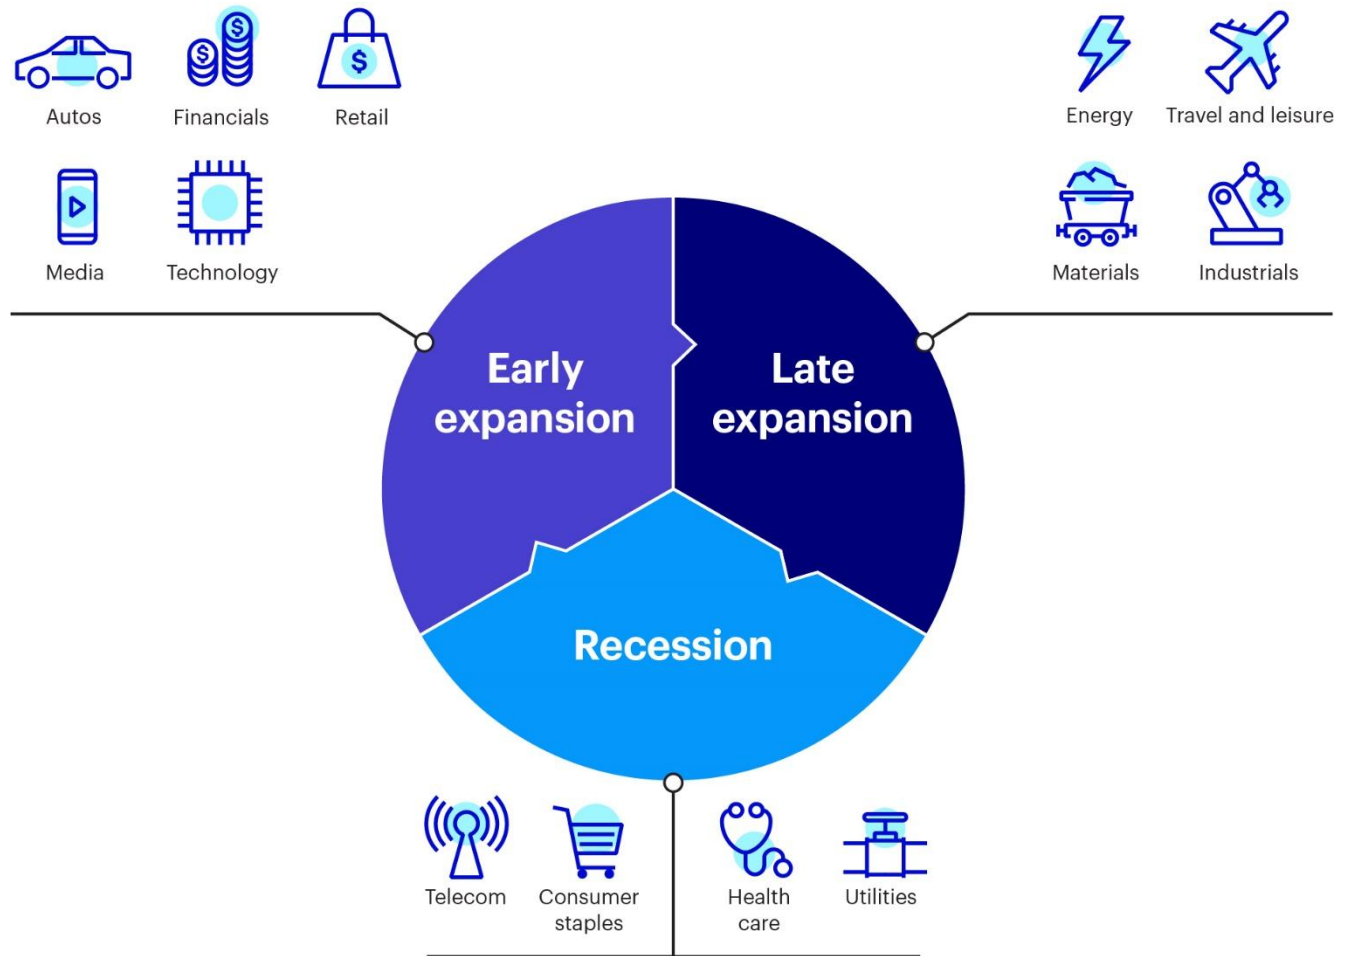 Autos
Financials
Retail
Media
Technology
Energy
Travel and leisure
Materials
Industrials
Early
expansion
Late
expansion
Recession
Telecom
Consumer
staples
Health
care
Utilities